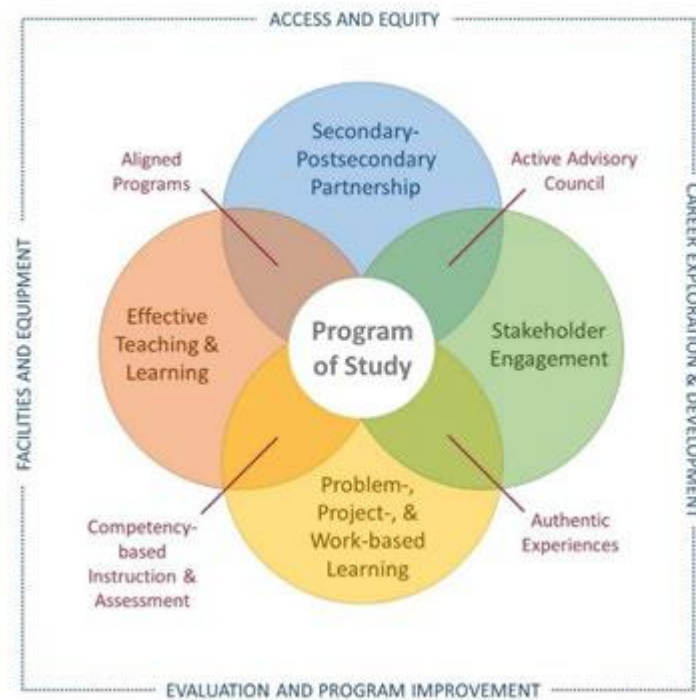 ACCESS AND EQUITY
Secondary-
Postsecondary
Partnership
Aligned
Programs
Active Advisory
Council
FACILITIES AND EQUIPMENT
Effective
Teaching &
Learning
Program
of Study
Stakeholder
Engagement
CAREER EXPLORATION & DEVELOPMENT
Problem-,
Project-, &
Work-based
Learning
Competency-
based
Instruction &
Assessment
Authentic
Experiences
EVALUATION AND PROGRAM IMPROVEMENT